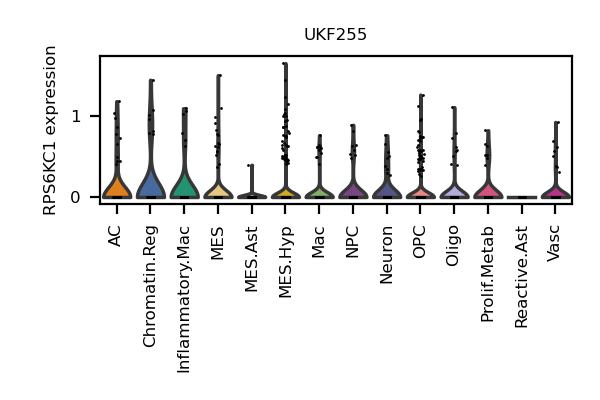 UKF255
RPS6KC1 expression
1
0
AC
Chromatin.Reg
Inflammatory.Mac
MES
MES.Ast
MES.Hyp
Mac
NPC
Neuron
OPC
Oligo
Prolif.Metab
Reactive.Ast
Vasc